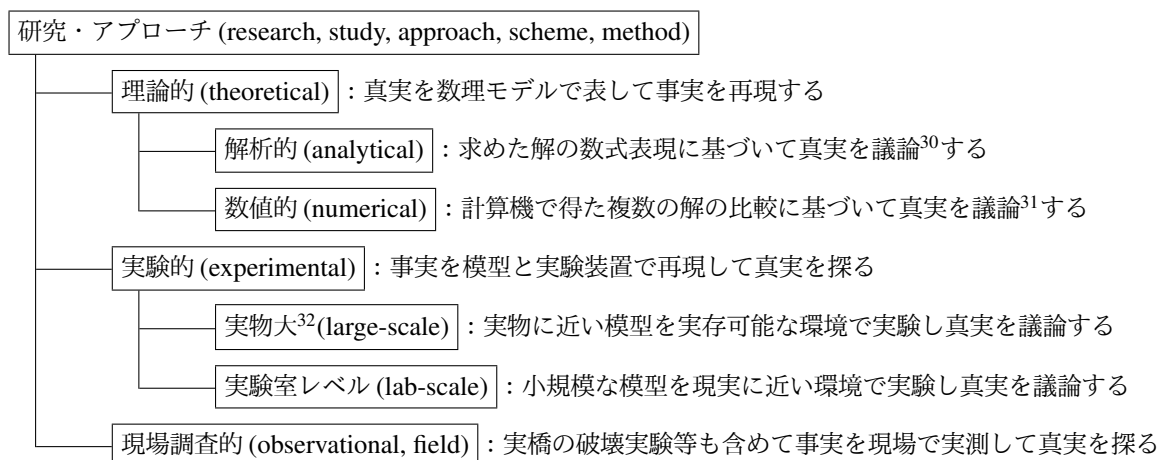 研究・アプローチ (research, study, approach, scheme, method)
理論的 (theoretical) : 真実を数理モデルで表して事実を再現する
解析的 (analytical) : 求めた解の数式表現に基づいて真実を議論30する
数値的 (numerical) : 計算機で得た複数の解の比較に基づいて真実を議論31する
実験的 (experimental) : 事実を模型と実験装置で再現して真実を探る
実物大32(large-scale) : 実物に近い模型を実存可能な環境で実験し真実を議論する
実験室レベル (lab-scale) : 小規模な模型を現実に近い環境で実験し真実を議論する
現場調査的 (observational, field) : 実橋の破壊実験等も含めて事実を現場で実測して真実を探る